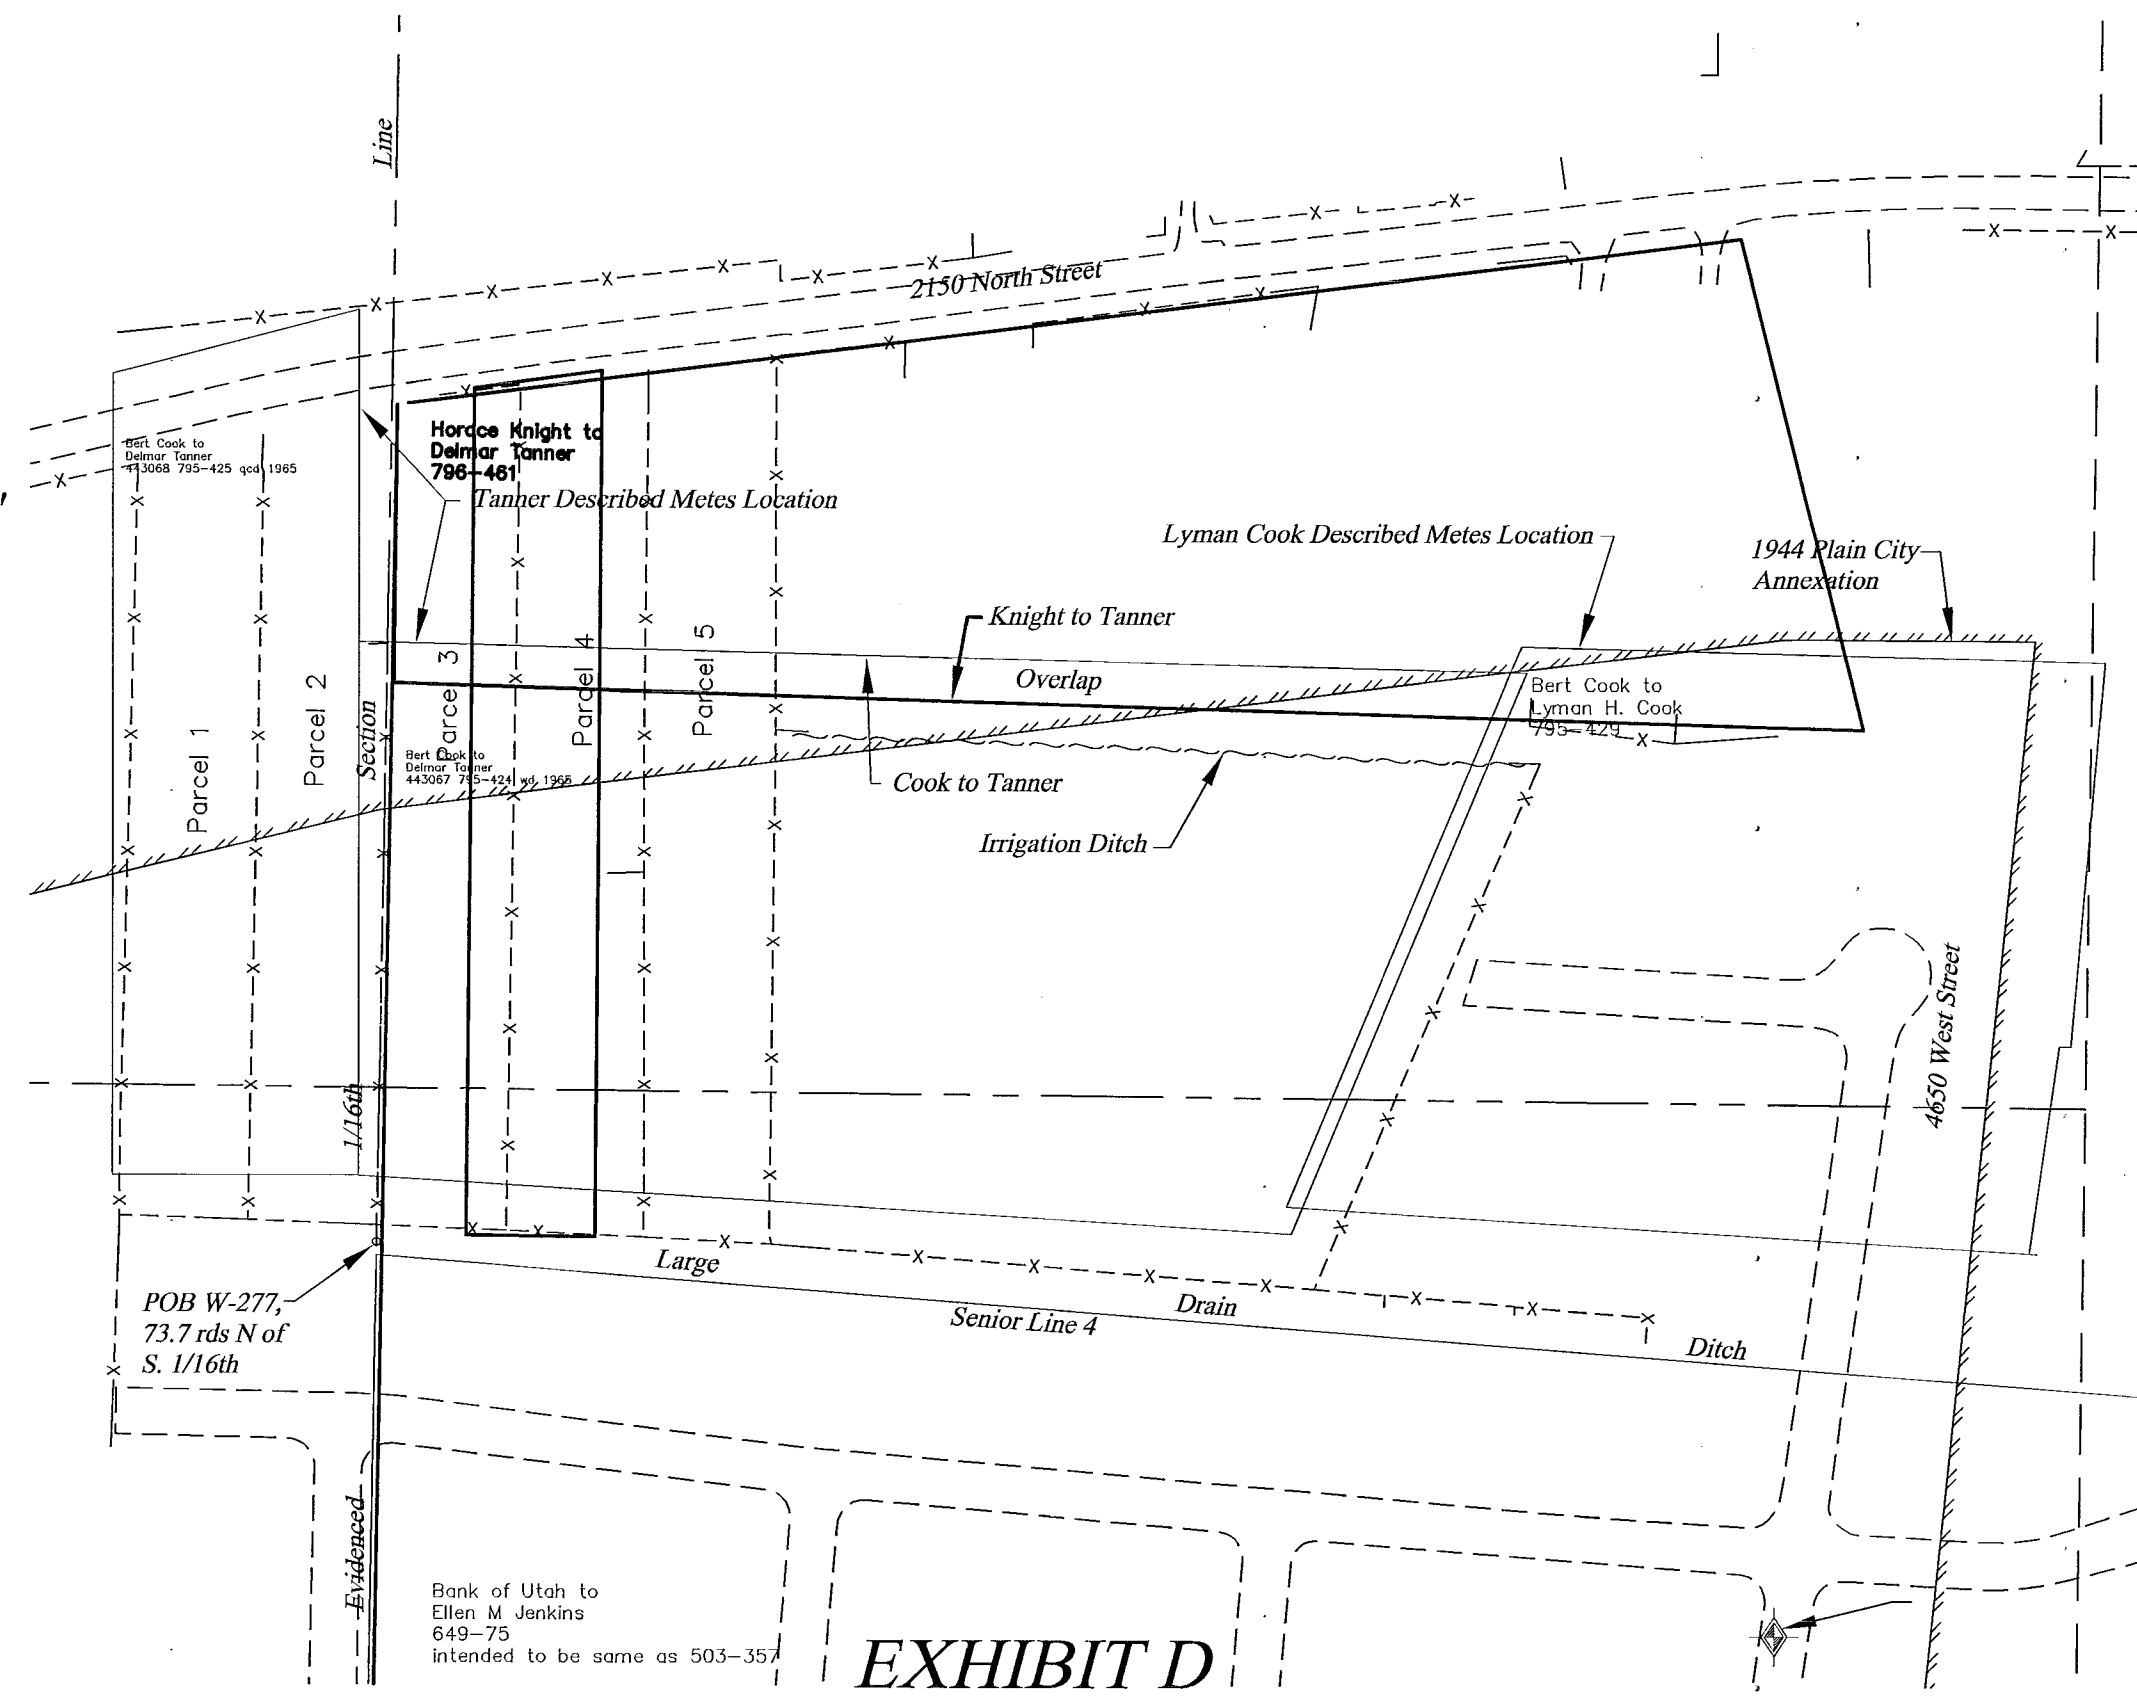 Line
2150 North Street
Bert Cook to
Delmar Tanner
443068 795-425 qcd 1965
Horace Knight to
Delmar Tanner
796-461
Tanner Described Metes Location
Lyman Cook Described Metes Location
1944 Plain City
Annexation
Knight to Tanner
Overlap
Parcel 1
Parcel 2
Section
Parcel 3
Parcel 4
Parcel 5
Bert Cook to
Lyman H. Cook
795-429
Bert Cook to
Delmar Tanner
443067 795-424 wd 1965
Cook to Tanner
Irrigation Ditch
4650 West Street
1/16th
Large
Drain
Ditch
Senior Line 4
POB W-277,
73.7 rds N of
S. 1/16th
Evidenced
Bank of Utah to
Ellen M Jenkins
649-75
intended to be same as 503-357
EXHIBIT D